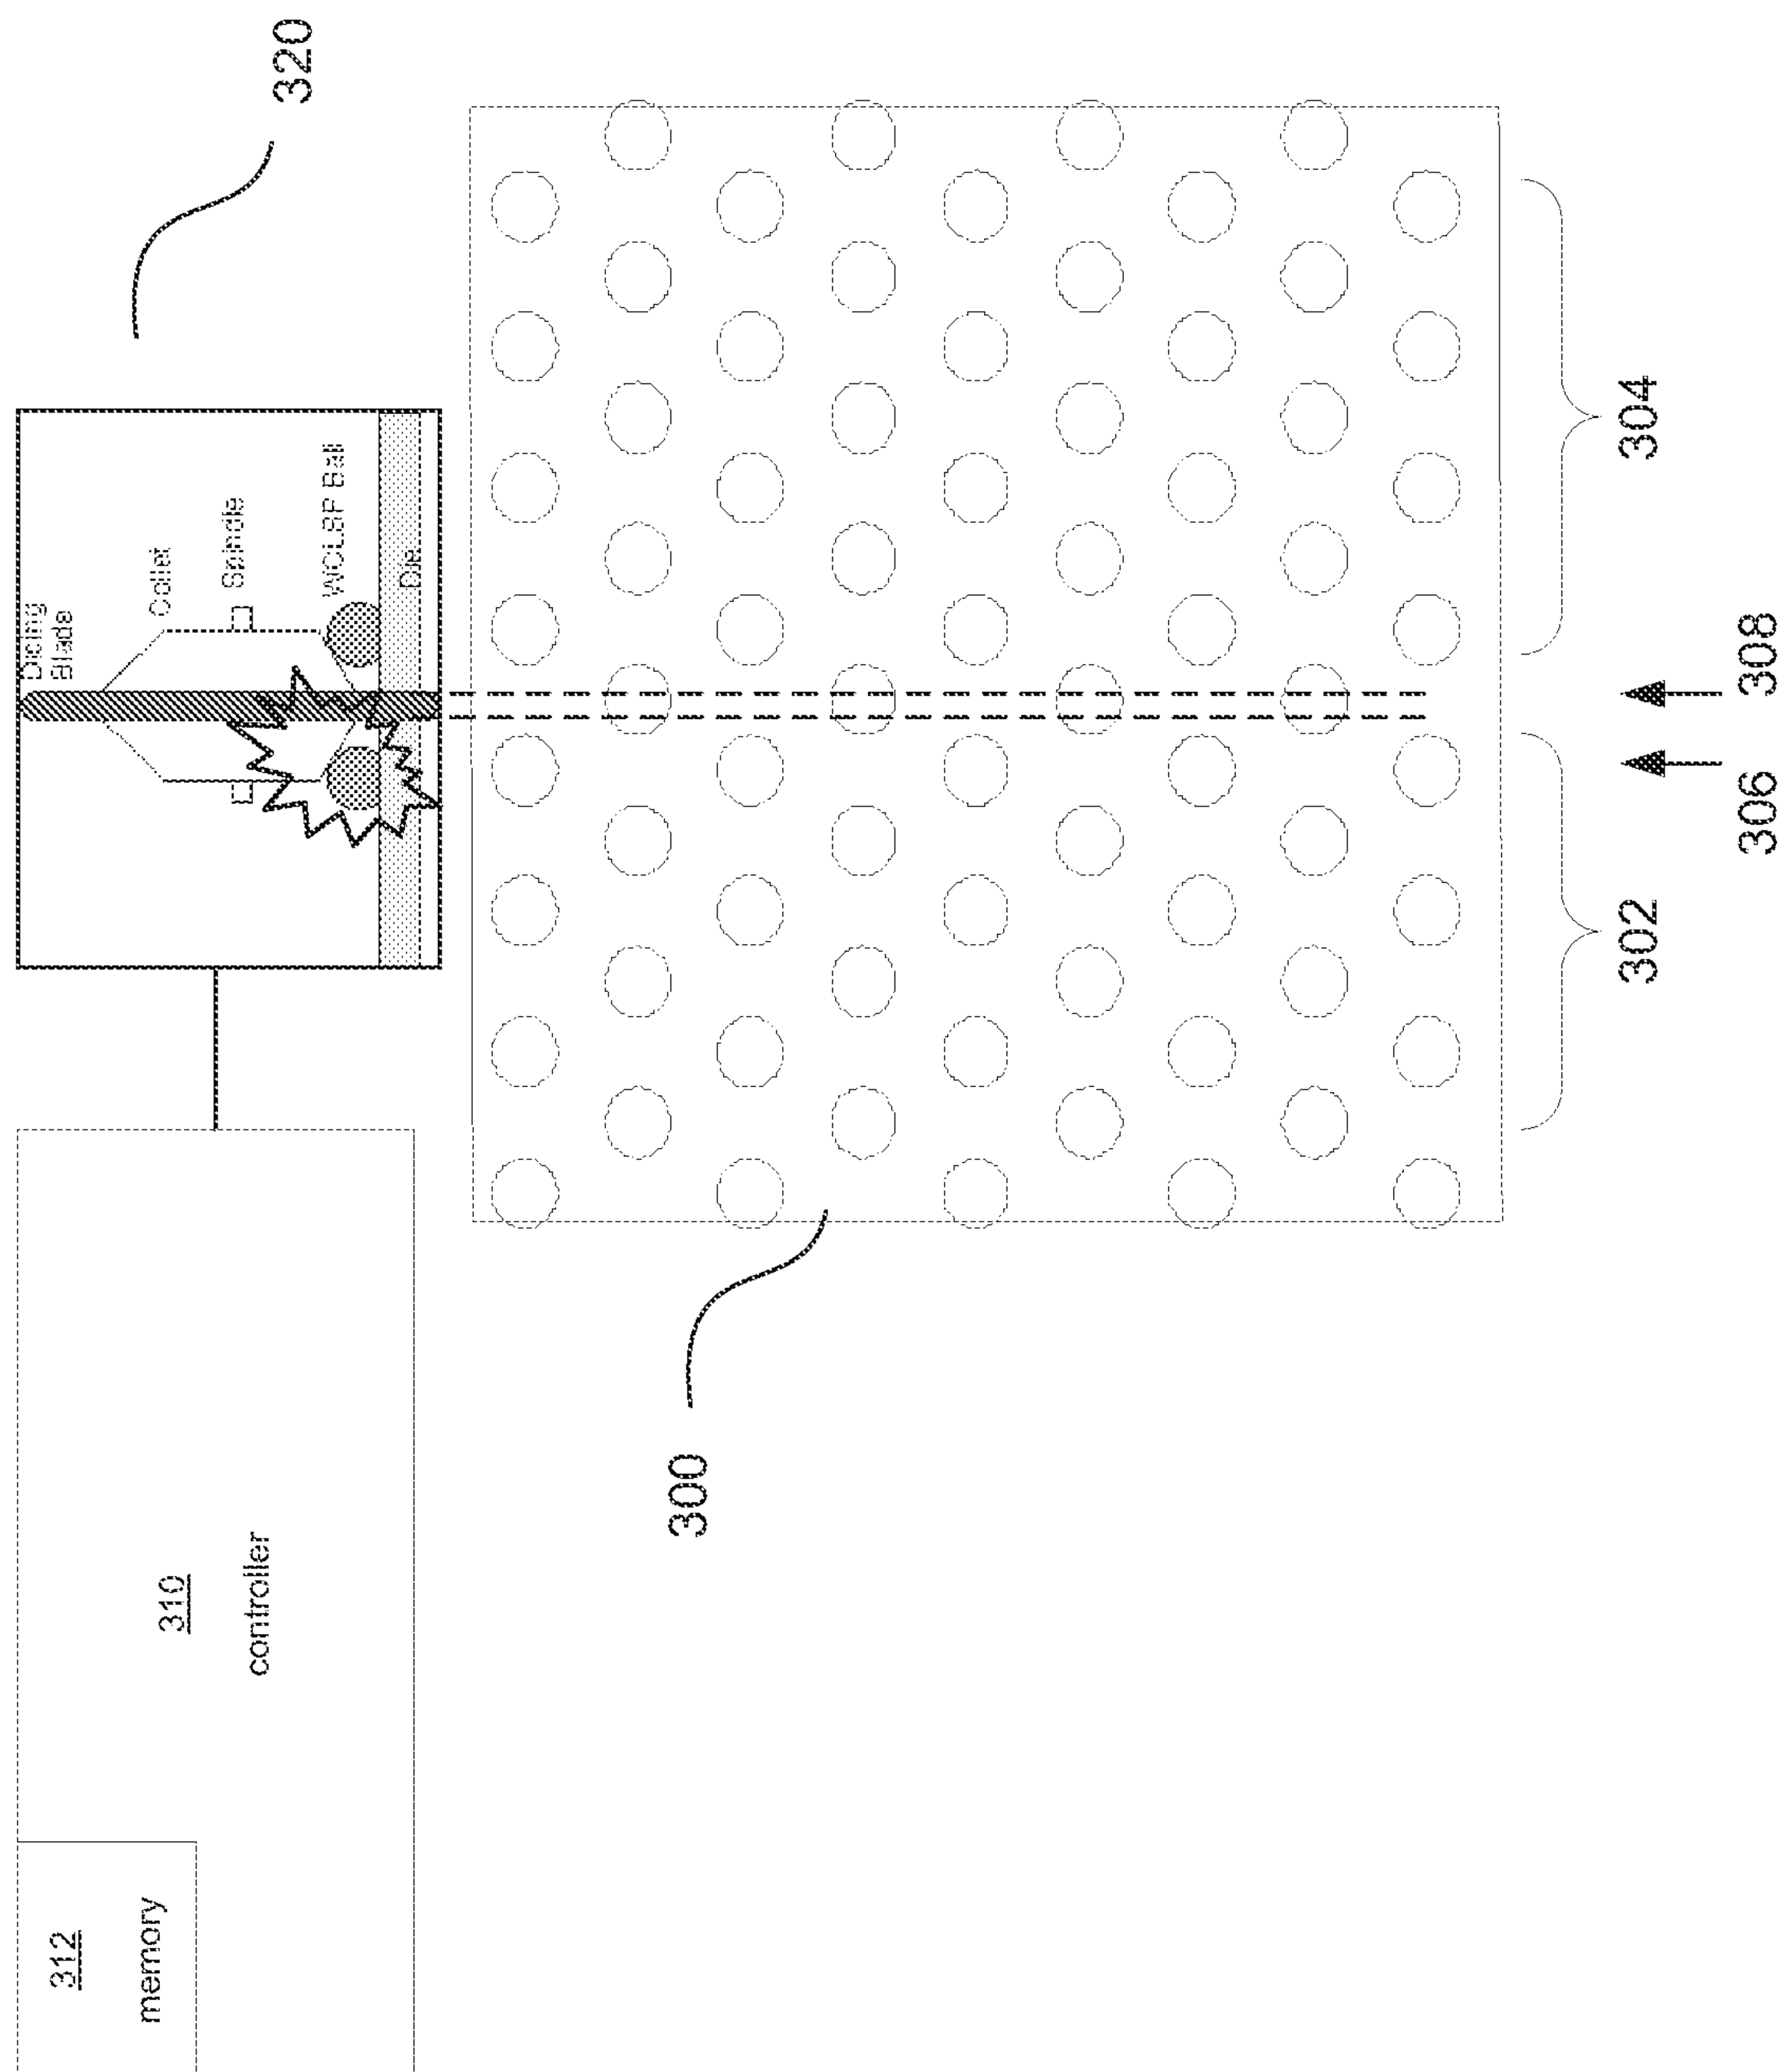 312
memory
310
controller
320
Dicing
Blade
Collet
Spindle
WCLSP Ball
Die
300
302
304
306
308